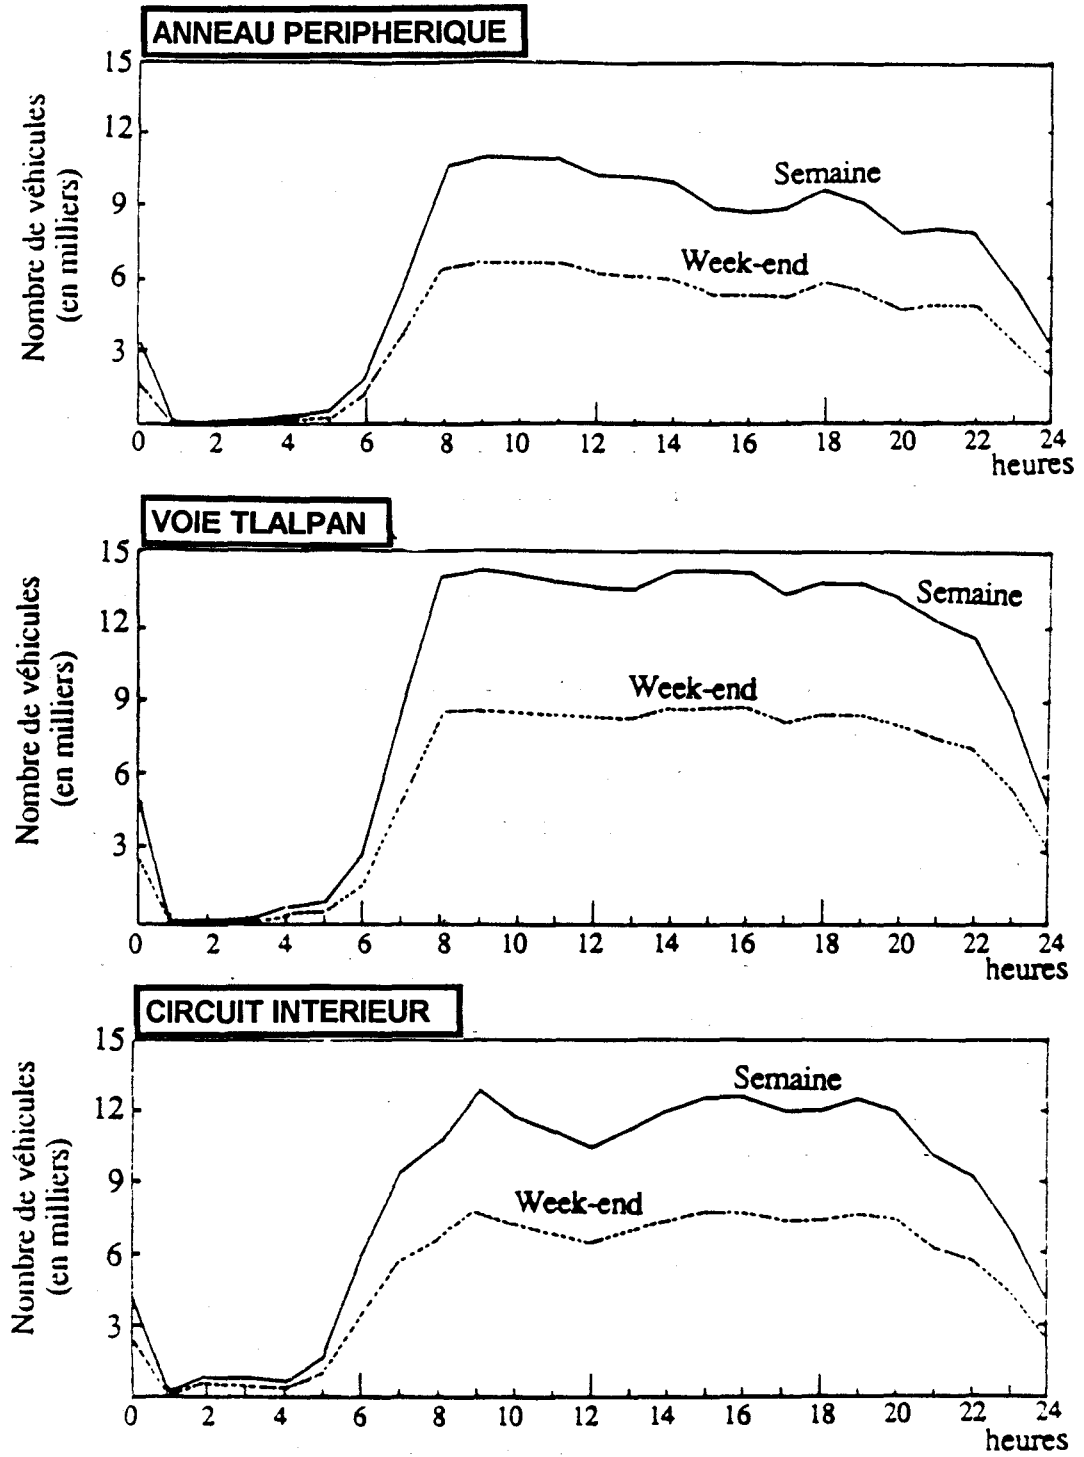 ANNEAU PERIPHERIQUE
Nombre de véhicules
(en milliers)
15
12
9
6
3
Semaine
Week-end
0 2 4 6 8 10 12 14 16 18 20 22 24
heures
VOIE TLALPAN
Nombre de véhicules
(en milliers)
15
12
9
6
3
Semaine
Week-end
0 2 4 6 8 10 12 14 16 18 20 22 24
heures
CIRCUIT INTERIEUR
Nombre de véhicules
(en milliers)
15
12
9
6
3
Semaine
Week-end
0 2 4 6 8 10 12 14 16 18 20 22 24
heures